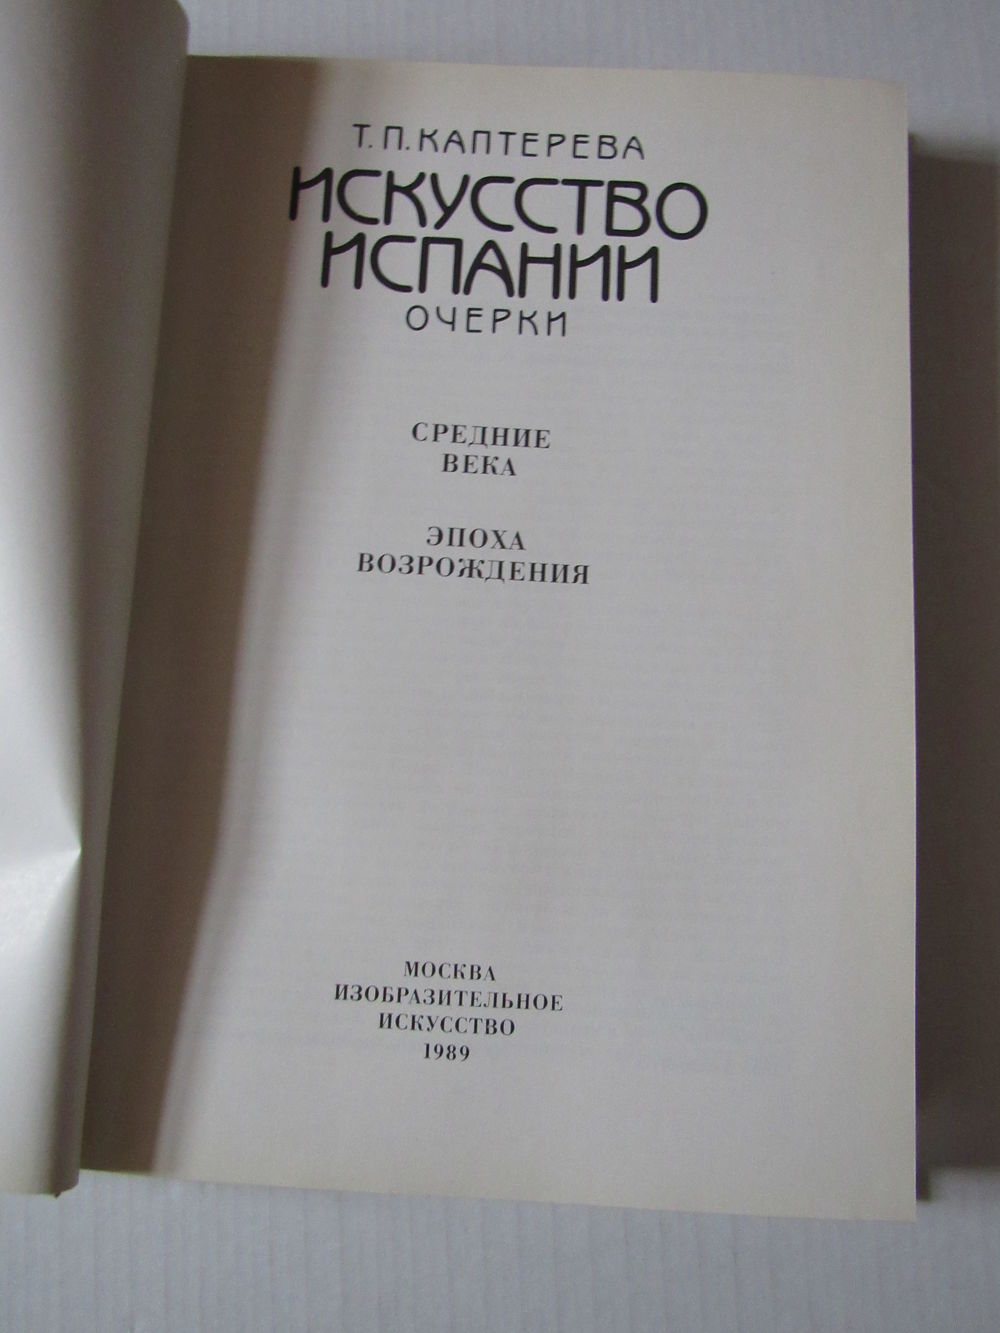 Т. П. КАПТЕРЕВА
ИСКУССТВО
ИСПАНИИ
ОЧЕРКИ
СРЕДНИЕ
ВЕКА
ЭПОХА
ВОЗРОЖДЕНИЯ
МОСКВА
ИЗОБРАЗИТЕЛЬНОЕ
ИСКУССТВО
1989